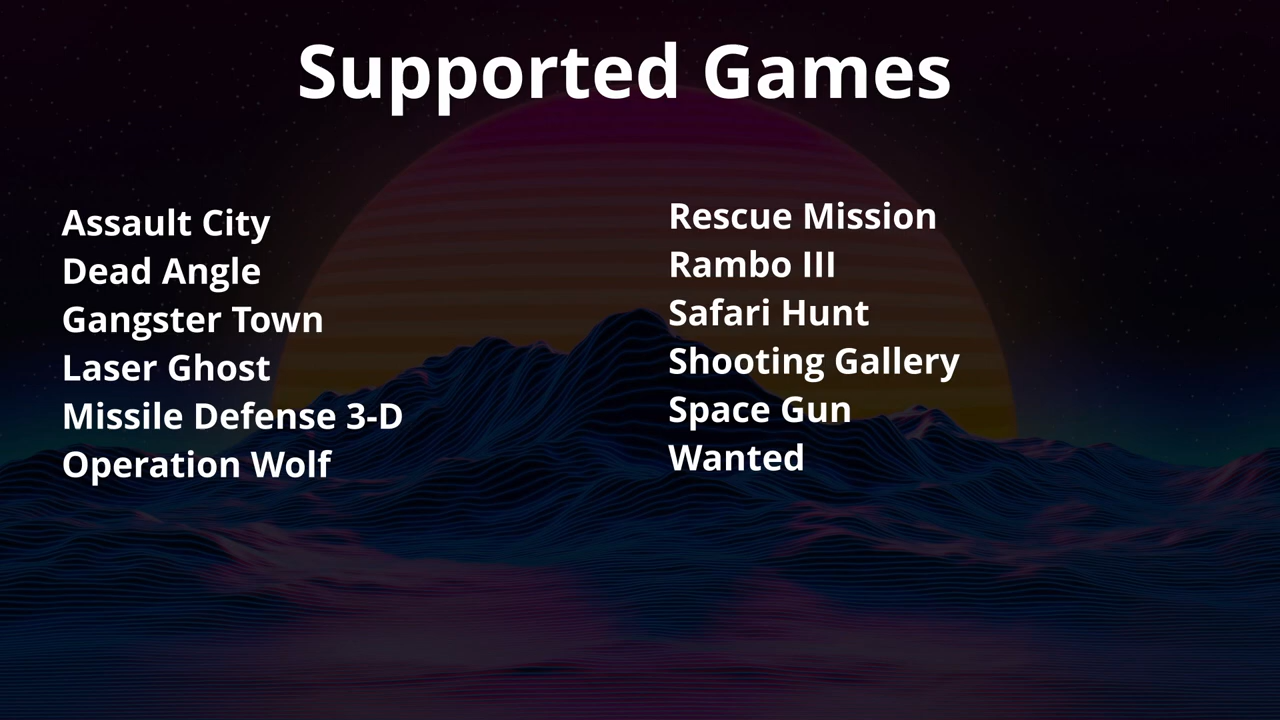 Supported Games
Assault City
Dead Angle
Gangster Town
Laser Ghost
Missile Defense 3-D
Operation Wolf
Rescue Mission
Rambo III
Safari Hunt
Shooting Gallery
Space Gun
Wanted